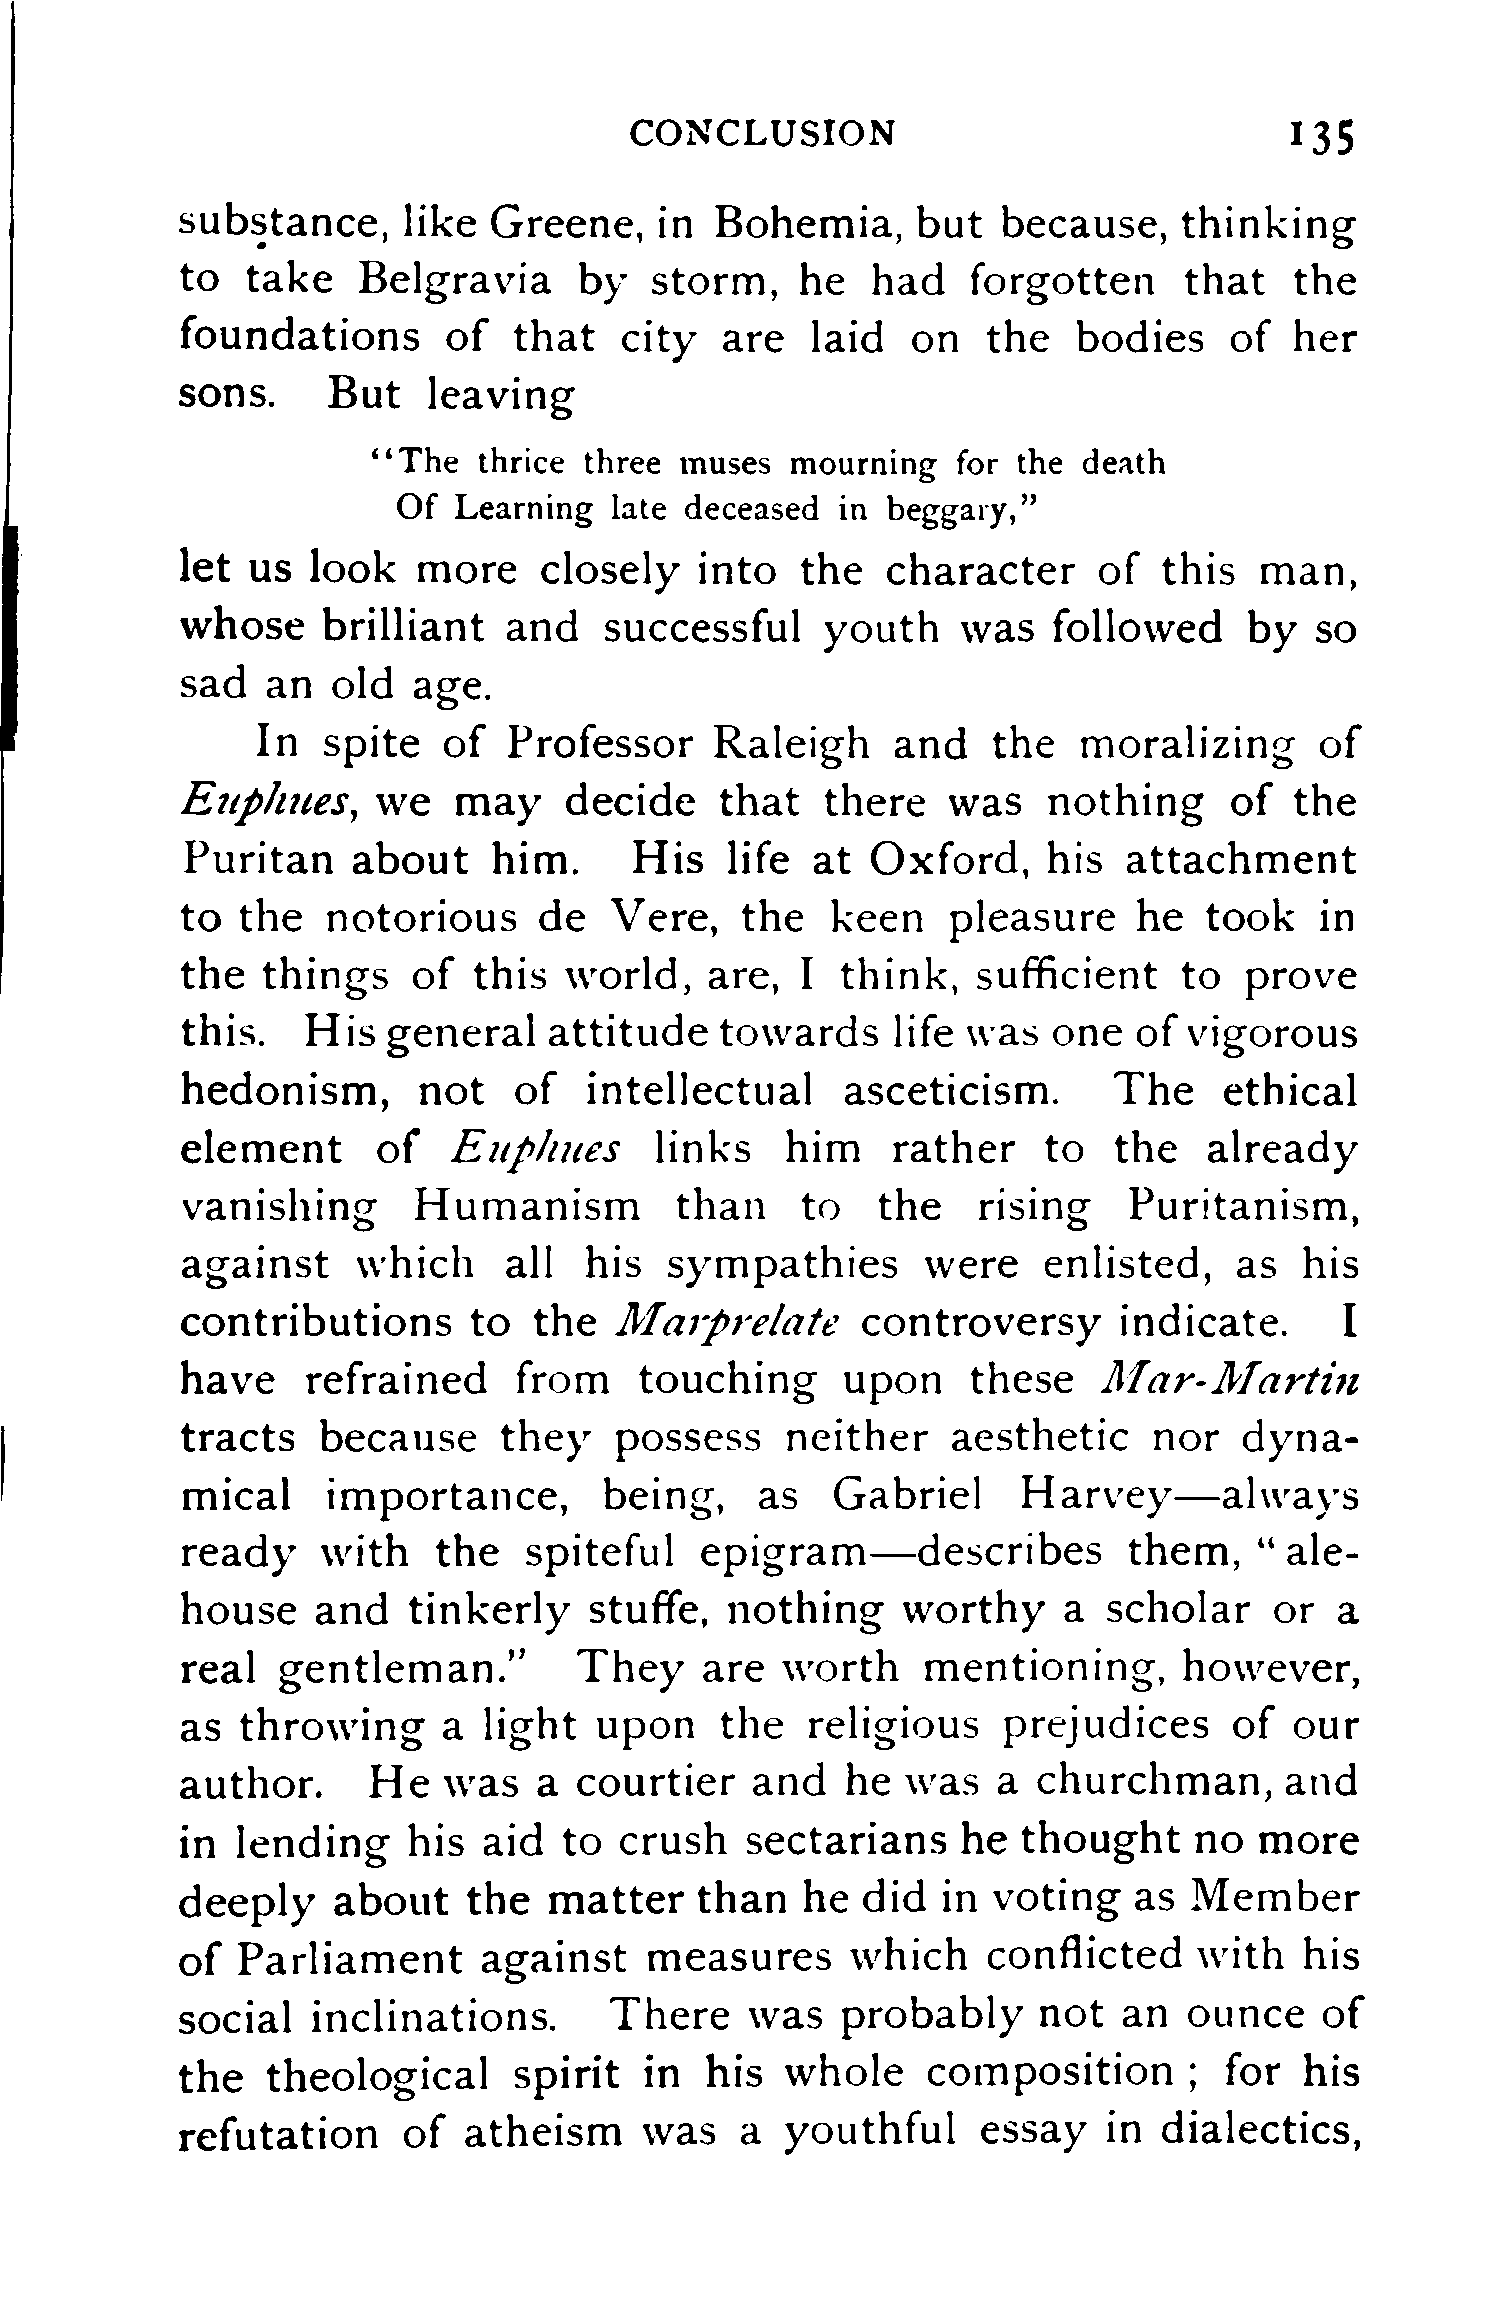 CONCLUSION 135
substance, like Greene, in Bohemia, but because, thinking
to take Belgravia by storm, he had forgotten that the
foundations of that city are laid on the bodies of her
sons. But leaving
"The thrice three muses mourning for the death
Of Learning late deceased in beggary,"
let us look more closely into the character of this man,
whose brilliant and successful youth was followed by so
sad an old age.
In spite of Professor Raleigh and the moralizing of
Euphues, we may decide that there was nothing of the
Puritan about him. His life at Oxford, his attachment
to the notorious de Vere, the keen pleasure he took in
the things of this world, are, I think, sufficient to prove
this. His general attitude towards life was one of vigorous
hedonism, not of intellectual asceticism. The ethical
element of Euphues links him rather to the already
vanishing Humanism than to the rising Puritanism,
against which all his sympathies were enlisted, as his
contributions to the Marprelate controversy indicate. I
have refrained from touching upon these Mar-Martin
tracts because they possess neither aesthetic nor dyna-
mical importance, being, as Gabriel Harvey—always
ready with the spiteful epigram—describes them, "ale-
house and tinkerly stuffe, nothing worthy a scholar or a
real gentleman." They are worth mentioning, however,
as throwing a light upon the religious prejudices of our
author. He was a courtier and he was a churchman, and
in lending his aid to crush sectarians he thought no more
deeply about the matter than he did in voting as Member
of Parliament against measures which conflicted with his
social inclinations. There was probably not an ounce of
the theological spirit in his whole composition; for his
refutation of atheism was a youthful essay in dialectics,